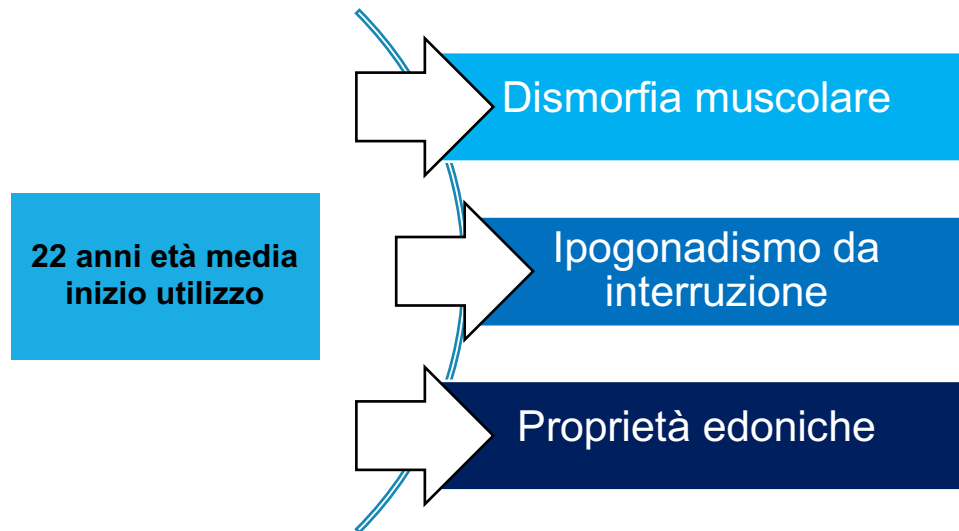 Dismorfia muscolare
22 anni età media
inizio utilizzo
Ipogonadismo da
interruzione
Proprietà edoniche